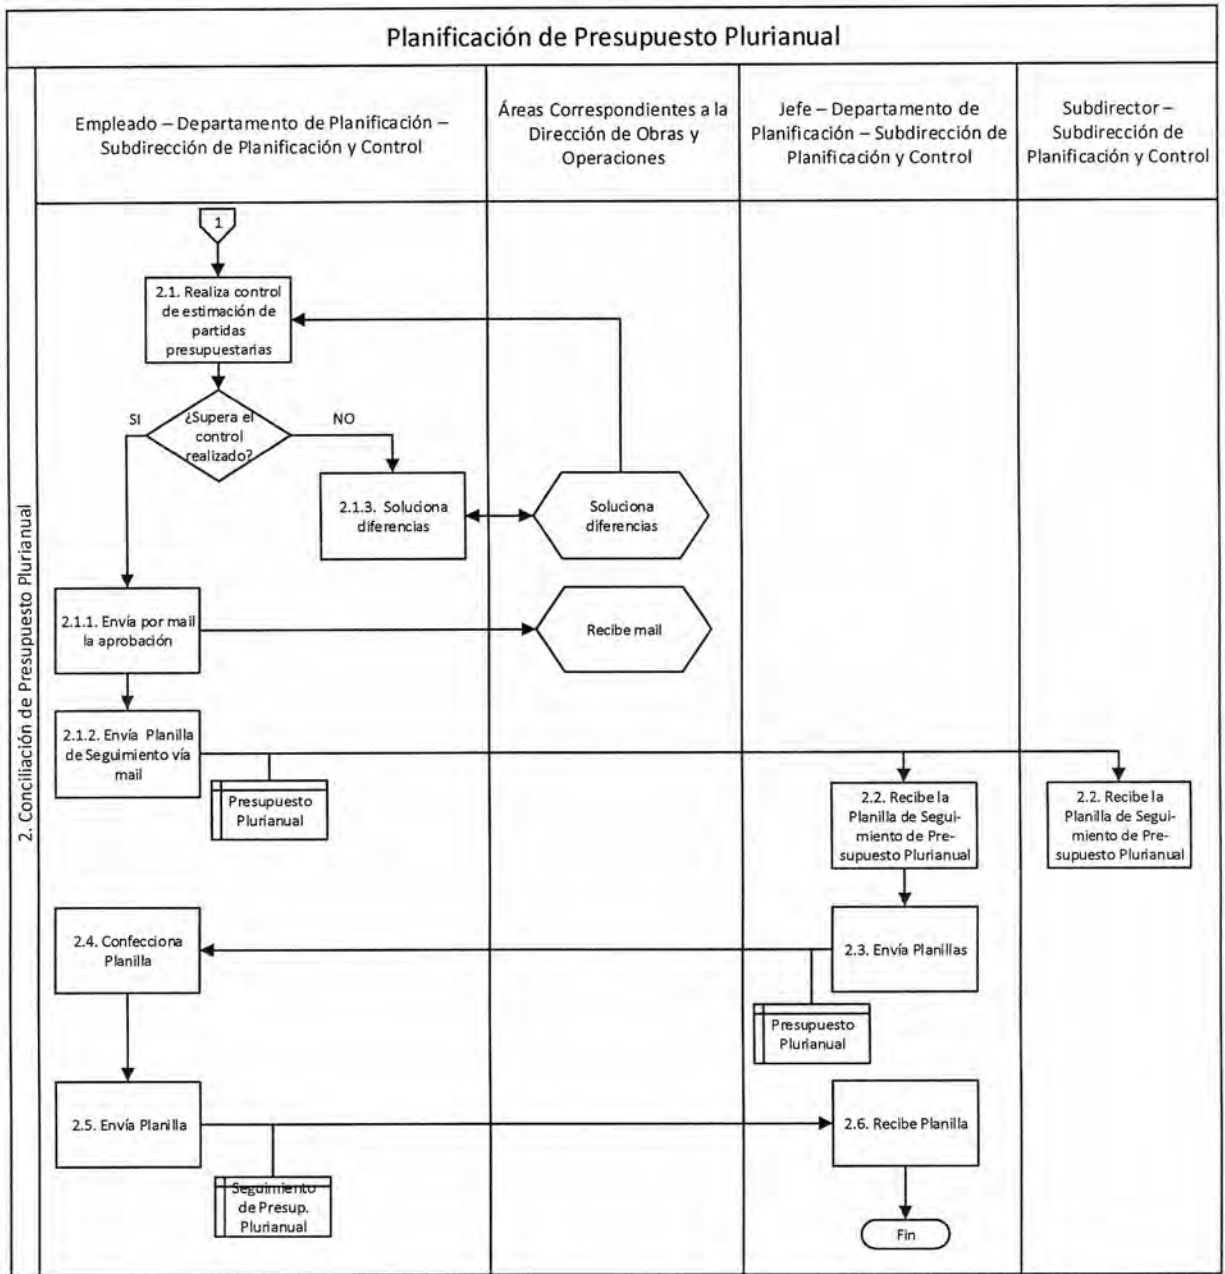 Planificación de Presupuesto Plurianual
Empleado – Departamento de Planificación –
Subdirección de Planificación y Control
Áreas Correspondientes a la
Dirección de Obras y
Operaciones
Jefe – Departamento de
Planificación – Subdirección de
Planificación y Control
Subdirector –
Subdirección de
Planificación y Control
2. Conciliación de Presupuesto Plurianual
1
2.1. Realiza control
de estimación de
partidas
presupuestarias
¿Supera el
control
realizado?
SI
NO
2.1.3. Soluciona
diferencias
Soluciona
diferencias
2.1.1. Envía por mail
la aprobación
Recibe mail
2.1.2. Envía Planilla
de Seguimiento vía
mail
Presupuesto
Plurianual
2.2. Recibe la
Planilla de Segui-
miento de Pre-
supuesto Plurianual
2.2. Recibe la
Planilla de Segui-
miento de Pre-
supuesto Plurianual
2.4. Confecciona
Planilla
2.3. Envía Planillas
Presupuesto
Plurianual
2.5. Envía Planilla
2.6. Recibe Planilla
Seguimiento
de Presup.
Plurianual
Fin